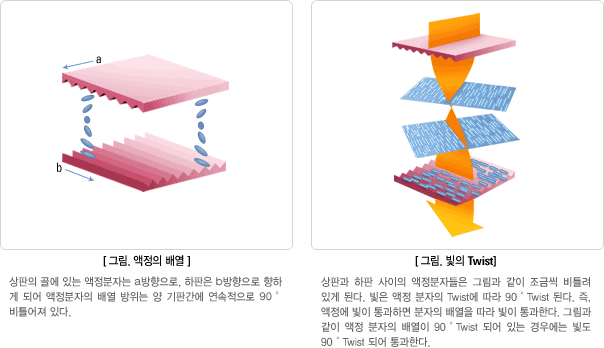 a
b
[ 그림. 액정의 배열 ]
상판의 골에 있는 액정분자는 a방향으로, 하판은 b방향으로 향하
게 되어 액정분자의 배열 방위는 양 기판간에 연속적으로 90˚
비틀어져 있다.
[ 그림. 빛의 Twist]
상판과 하판 사이의 액정분자들은 그림과 같이 조금씩 비틀려
있게 된다. 빛은 액정 분자의 Twist에 따라 90˚Twist 된다. 즉,
액정에 빛이 통과하면 분자의 배열을 따라 빛이 통과한다. 그림과
같이 액정 분자의 배열이 90˚Twist 되어 있는 경우에는 빛도
90˚Twist 되어 통과한다.